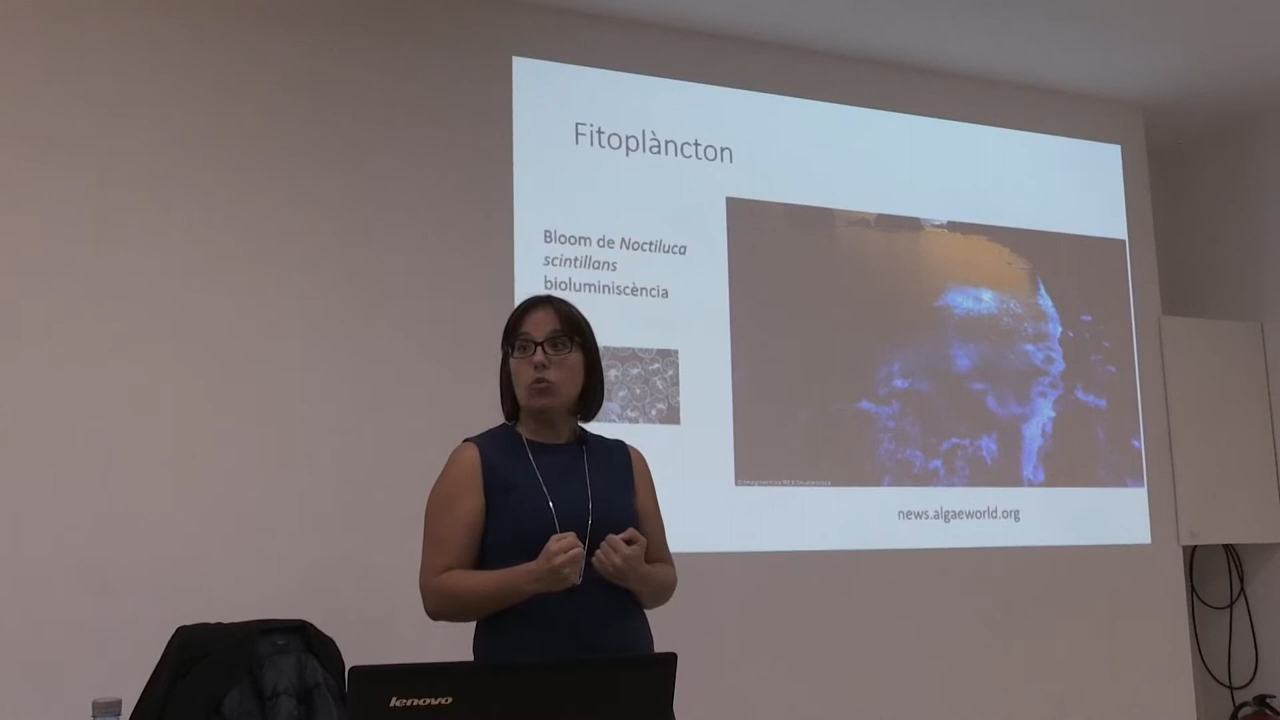 Fitoplàncton
Bloom de Noctiluca
scintillans
bioluminiscència
news.algaeworld.org
lenovo